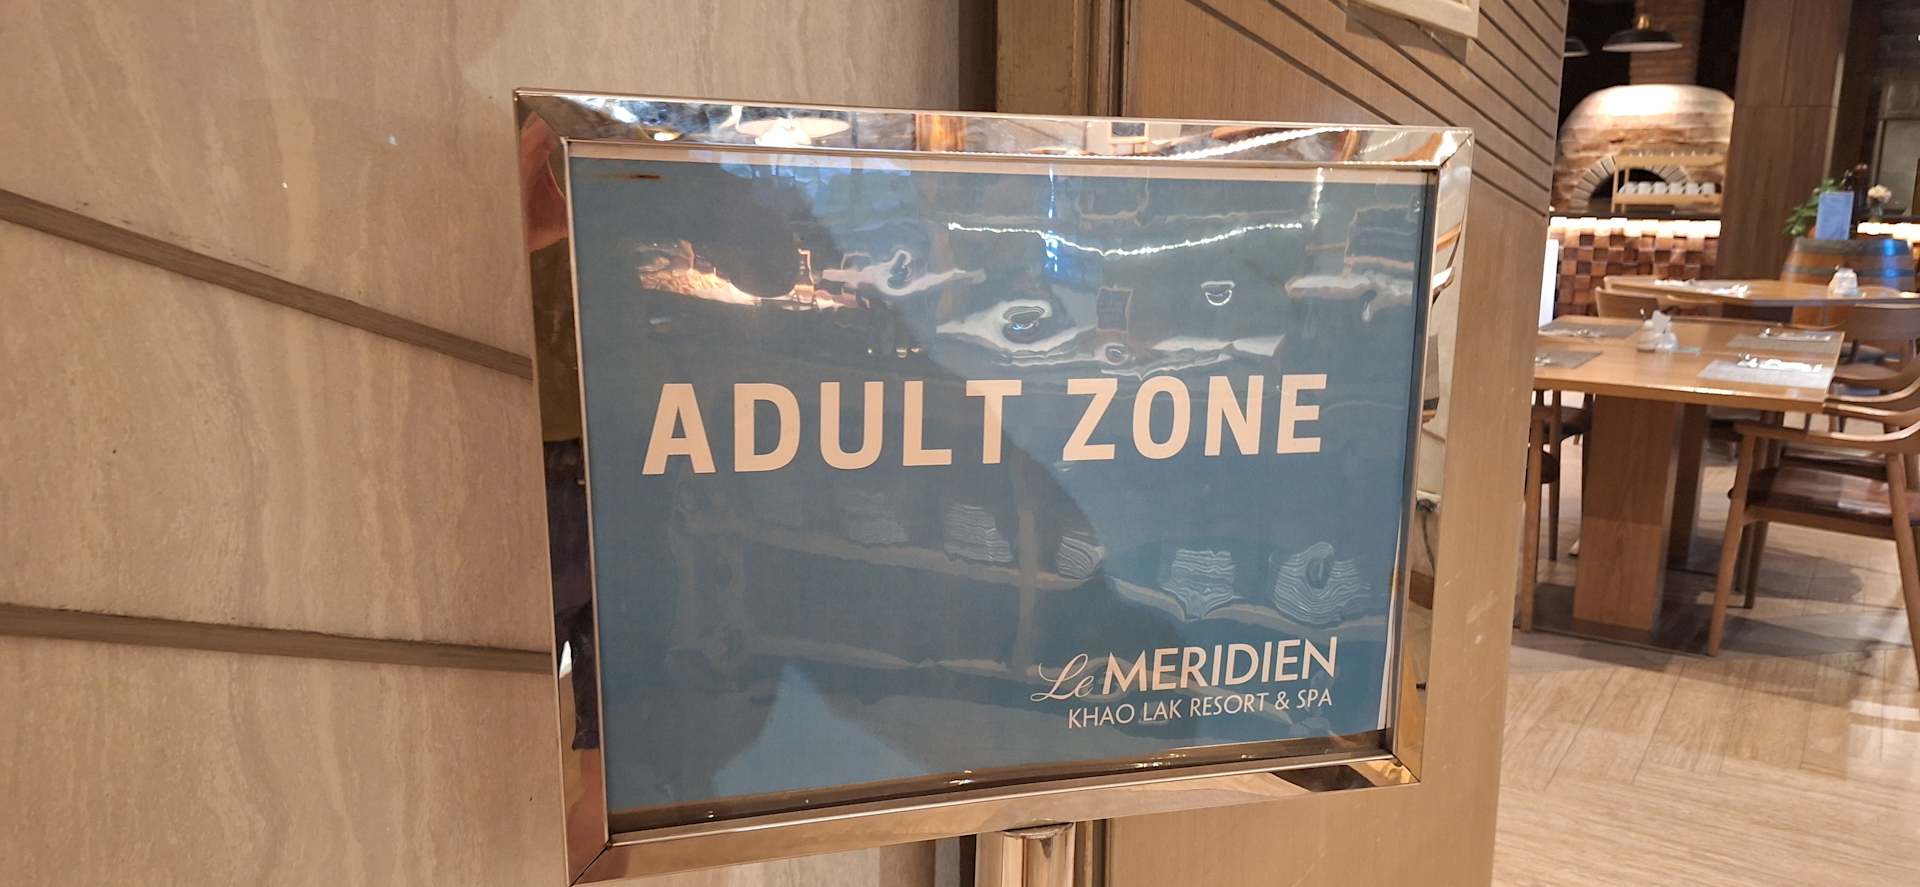 ADULT ZONE
Le MERIDIEN
KHAO LAK RESORT & SPA